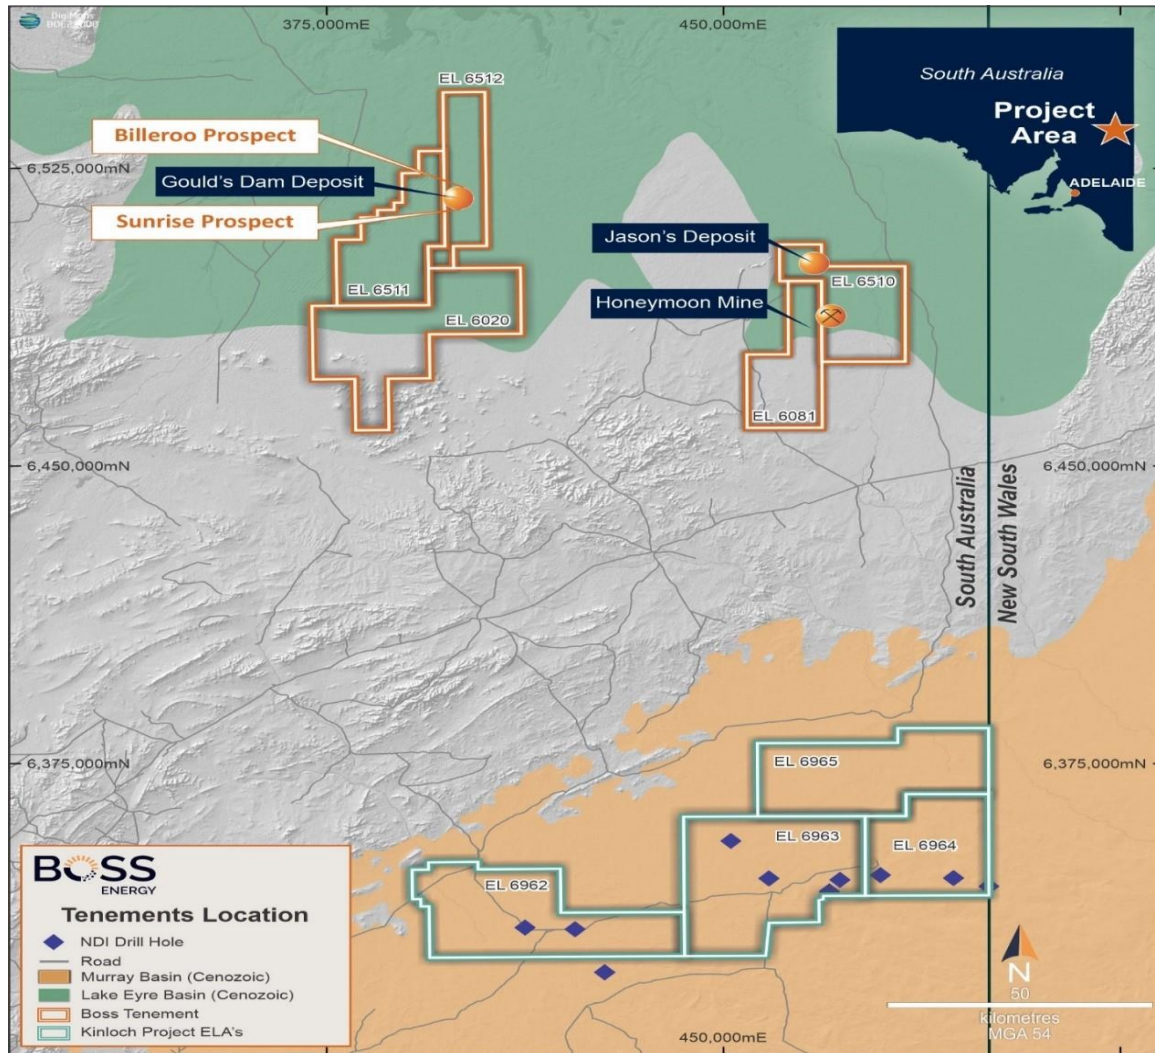 DigiMaps
375,000mE
450,000mE
South Australia
Project
Area
ADELAIDE
EL 6512
Billeroo Prospect
6,525,000mN
Gould's Dam Deposit
Sunrise Prospect
Jason's Deposit
EL 6510
EL 6511
Honeymoon Mine
EL 6020
EL 6081
6,450,000mN
6,450,000mN
South Australia
New South Wales
6,375,000mN
6,375,000mN
EL 6965
EL 6963
EL 6964
EL 6962
BOSS
ENERGY
Tenements Location
NDI Drill Hole
Road
Murray Basin (Cenozoic)
Lake Eyre Basin (Cenozoic)
Boss Tenement
Kinloch Project ELA's
N
50
kilometres
MGA 54
450,000mE